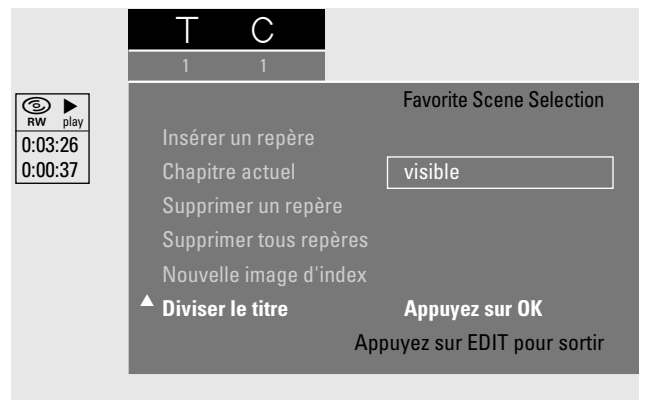 T C
1 1
RW play
0:03:26
0:00:37
Favorite Scene Selection
Insérer un repère
Chapitre actuel visible
Supprimer un repère
Supprimer tous repères
Nouvelle image d'index
Diviser le titre Appuyez sur OK
Appuyez sur EDIT pour sortir